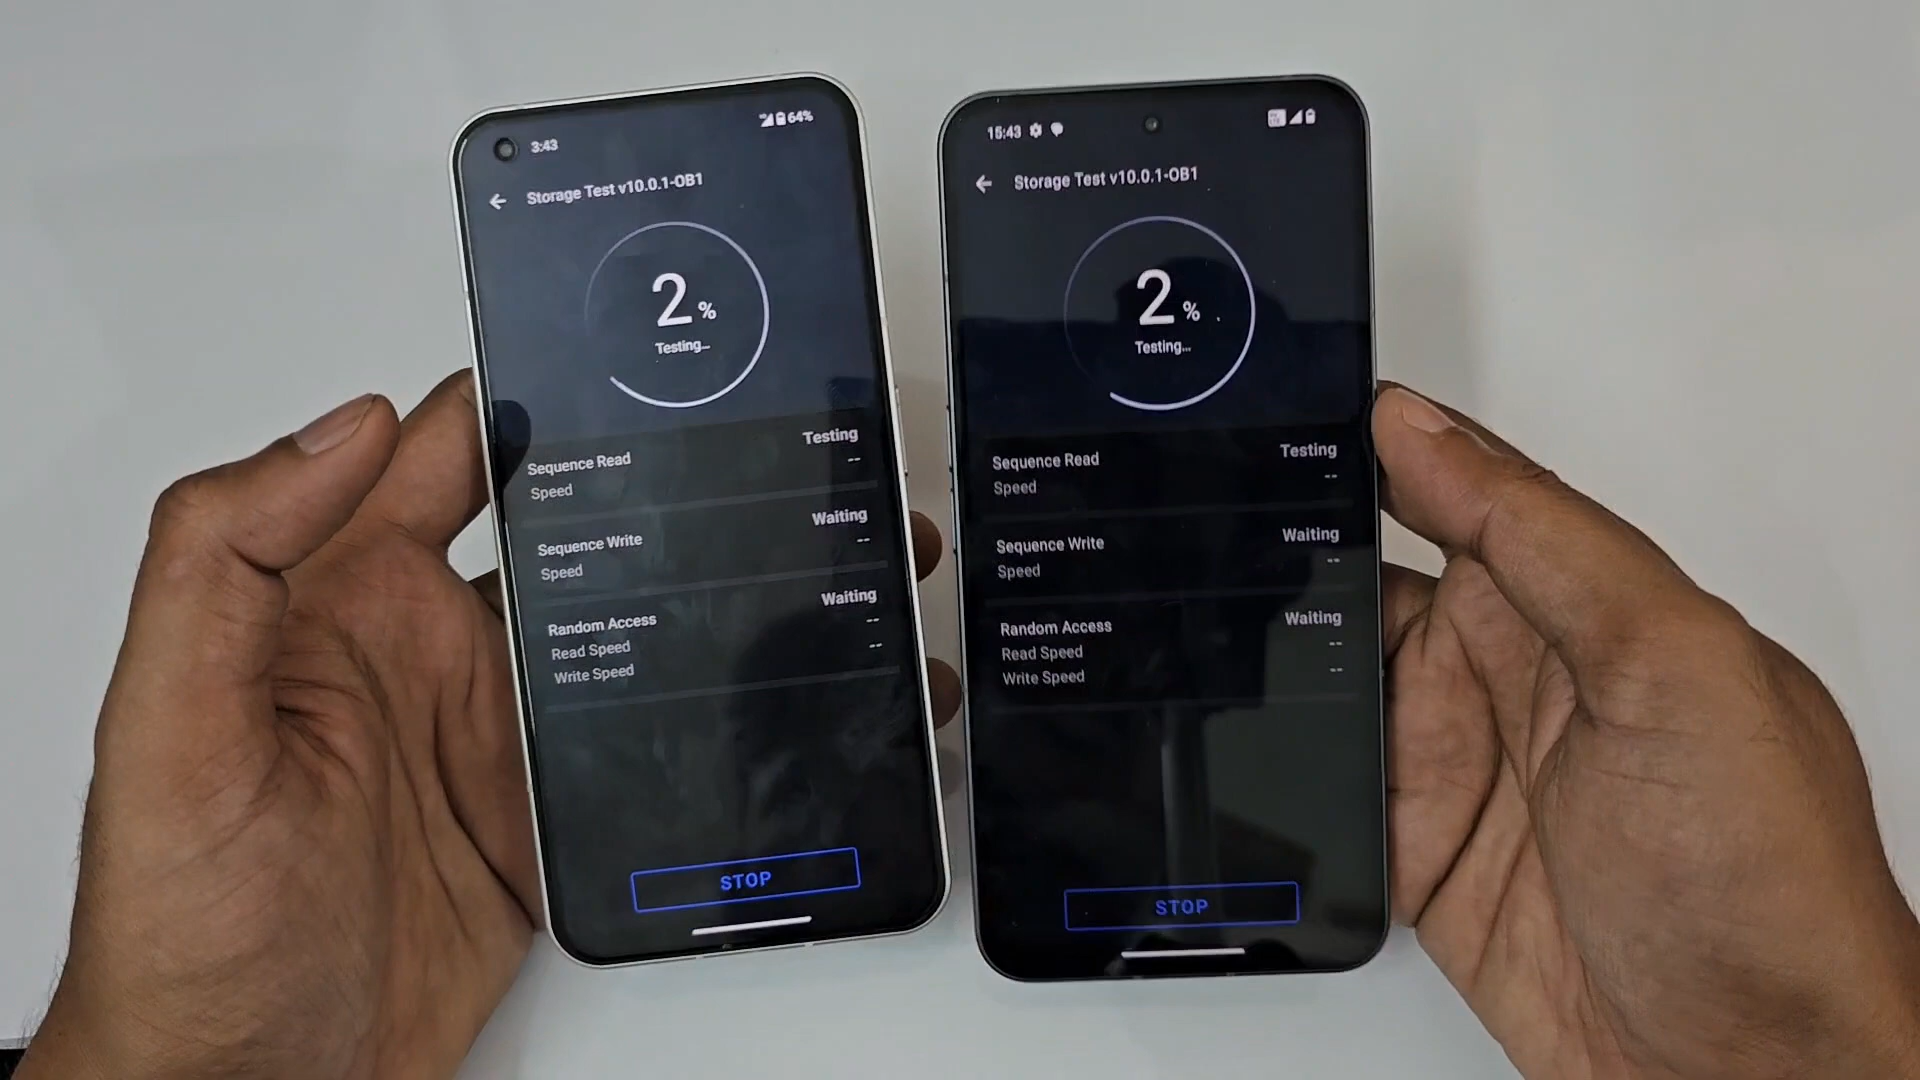 3:43
64%
Storage Test v10.0.1-OB1
2 %
Testing...
Sequence Read
Testing
Speed
--
Sequence Write
Waiting
Speed
--
Random Access
Waiting
Read Speed
--
Write Speed
--
STOP
15:43
Storage Test v10.0.1-OB1
2 %
Testing...
Sequence Read
Testing
Speed
--
Sequence Write
Waiting
Speed
--
Random Access
Waiting
Read Speed
--
Write Speed
--
STOP